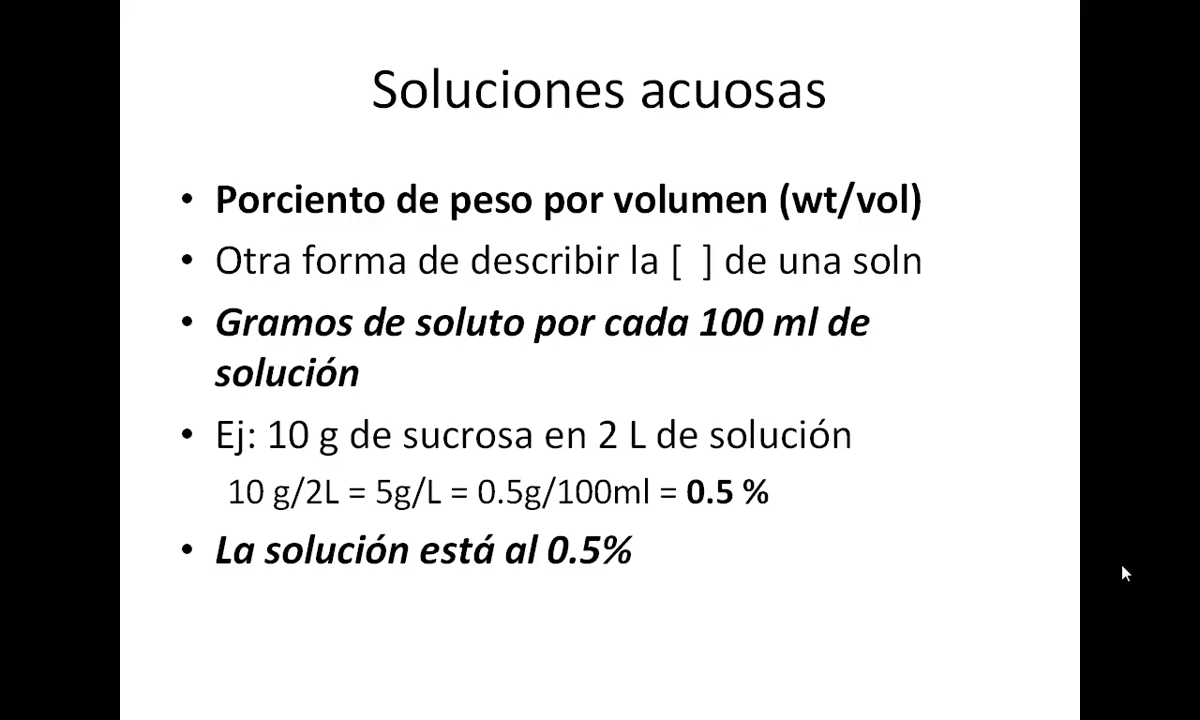 Soluciones acuosas
• Porciento de peso por volumen (wt/vol)
• Otra forma de describir la [  ] de una soln
• Gramos de soluto por cada 100 ml de
solución
• Ej: 10 g de sucrosa en 2 L de solución
10 g/2L = 5g/L = 0.5g/100ml = 0.5 %
• La solución está al 0.5%